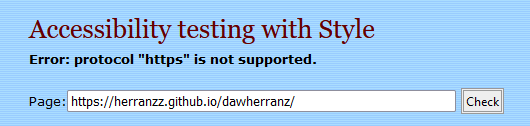 Accessibility testing with Style
Error: protocol "https" is not supported.
Page: https://herranzz.github.io/dawherranz/ Check